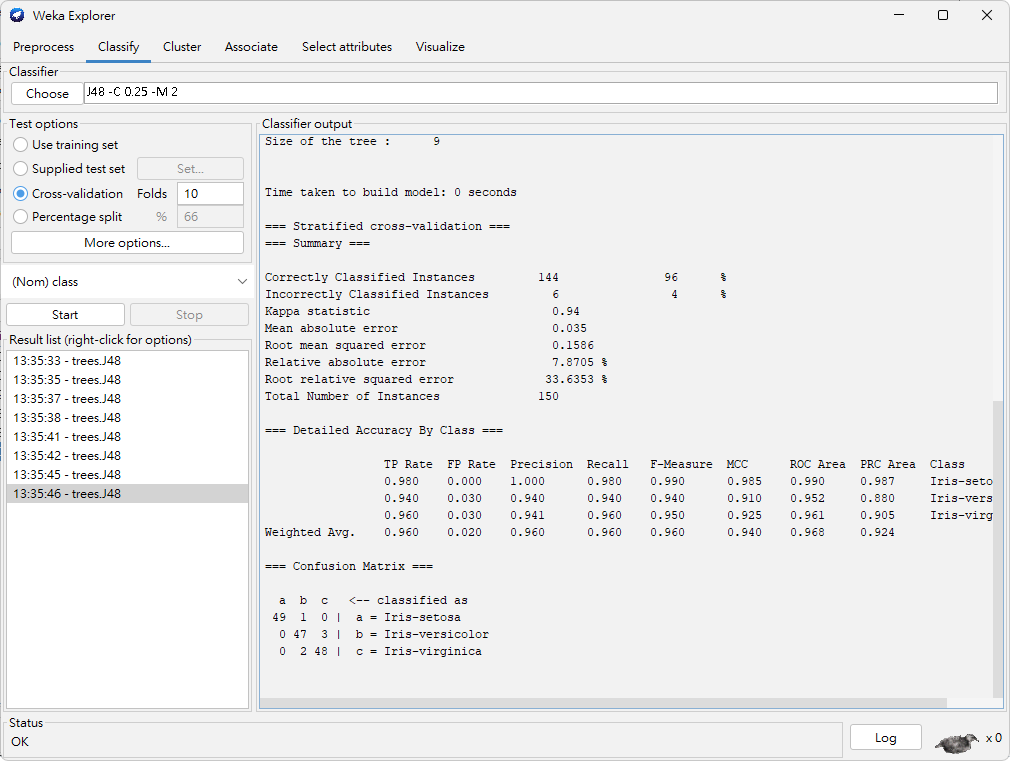 Weka Explorer
Preprocess Classify Cluster Associate Select attributes Visualize
Classifier
Choose J48 -C 0.25 -M 2
Test options
Use training set
Supplied test set Set...
Cross-validation Folds 10
Percentage split % 66
More options...
(Nom) class
Start Stop
Result list (right-click for options)
13:35:33 - trees.J48
13:35:35 - trees.J48
13:35:37 - trees.J48
13:35:38 - trees.J48
13:35:41 - trees.J48
13:35:42 - trees.J48
13:35:45 - trees.J48
13:35:46 - trees.J48
Classifier output
Size of the tree : 9
Time taken to build model: 0 seconds
=== Stratified cross-validation ===
=== Summary ===
Correctly Classified Instances 144 96 %
Incorrectly Classified Instances 6 4 %
Kappa statistic 0.94
Mean absolute error 0.035
Root mean squared error 0.1586
Relative absolute error 7.8705 %
Root relative squared error 33.6353 %
Total Number of Instances 150
=== Detailed Accuracy By Class ===
TP Rate FP Rate Precision Recall F-Measure MCC ROC Area PRC Area Class
0.980 0.000 1.000 0.980 0.990 0.985 0.990 0.987 Iris-seto
0.940 0.030 0.940 0.940 0.940 0.910 0.952 0.880 Iris-vers
0.960 0.030 0.941 0.960 0.950 0.925 0.961 0.905 Iris-virg
Weighted Avg. 0.960 0.020 0.960 0.960 0.960 0.940 0.968 0.924
=== Confusion Matrix ===
a b c <-- classified as
49 1 0 | a = Iris-setosa
0 47 3 | b = Iris-versicolor
0 2 48 | c = Iris-virginica
Status
OK
Log
x 0